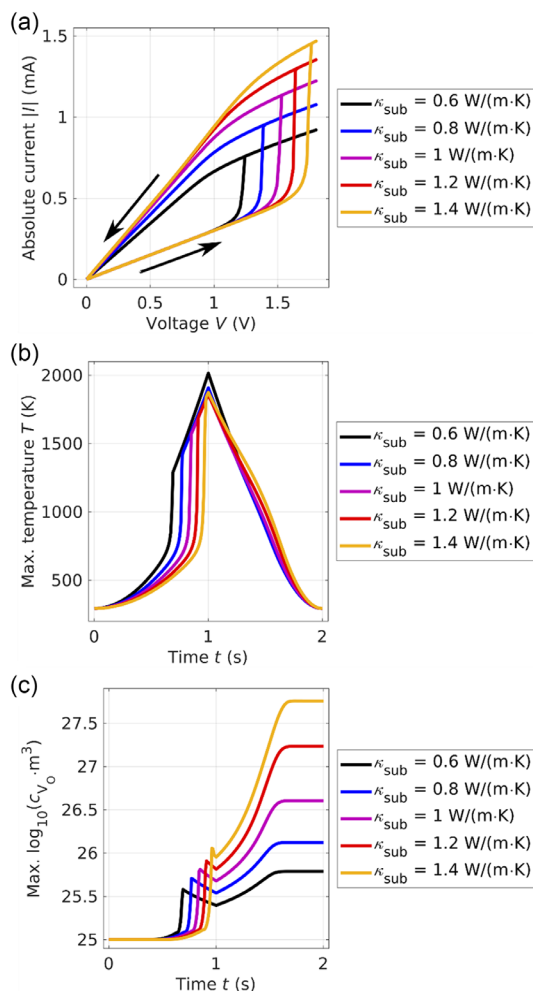 (a)
Absolute current |I| (mA)
1.5
1
0.5
0
0
0.5
1
1.5
Voltage V (V)
κsub = 0.6 W/(m·K)
κsub = 0.8 W/(m·K)
κsub = 1 W/(m·K)
κsub = 1.2 W/(m·K)
κsub = 1.4 W/(m·K)
(b)
Max. temperature T (K)
2000
1500
1000
500
0
1
2
Time t (s)
κsub = 0.6 W/(m·K)
κsub = 0.8 W/(m·K)
κsub = 1 W/(m·K)
κsub = 1.2 W/(m·K)
κsub = 1.4 W/(m·K)
(c)
Max. log10(cVO·m3)
27.5
27
26.5
26
25.5
25
0
1
2
Time t (s)
κsub = 0.6 W/(m·K)
κsub = 0.8 W/(m·K)
κsub = 1 W/(m·K)
κsub = 1.2 W/(m·K)
κsub = 1.4 W/(m·K)